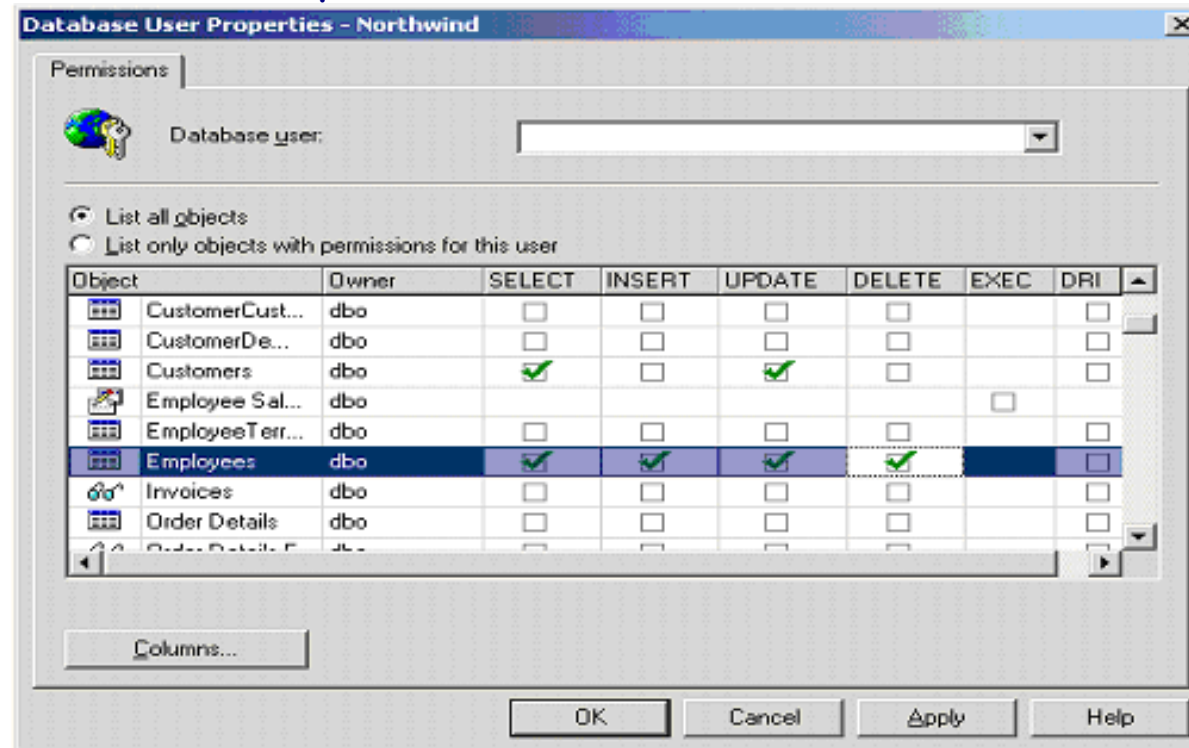 Database User Properties - Northwind
Permissions
Database user:
List all objects
List only objects with permissions for this user
Object Owner SELECT INSERT UPDATE DELETE EXEC DRI
CustomerCust... dbo
CustomerDe... dbo
Customers dbo
Employee Sal... dbo
EmployeeTerr... dbo
Employees dbo
Invoices dbo
Order Details dbo
Columns...
OK Cancel Apply Help